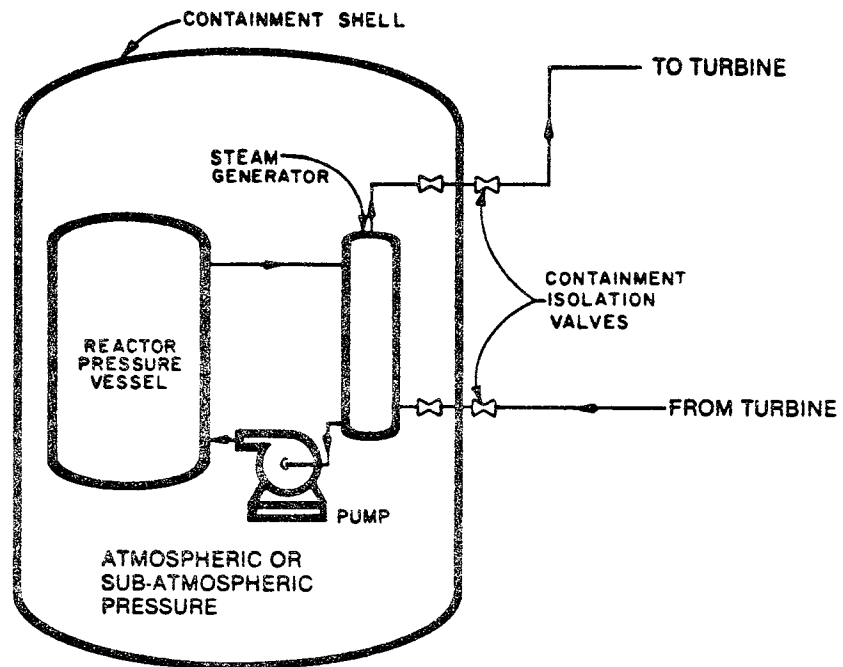 CONTAINMENT SHELL
TO TURBINE
STEAM
GENERATOR
CONTAINMENT
ISOLATION
VALVES
REACTOR
PRESSURE
VESSEL
FROM TURBINE
PUMP
ATMOSPHERIC OR
SUB-ATMOSPHERIC
PRESSURE